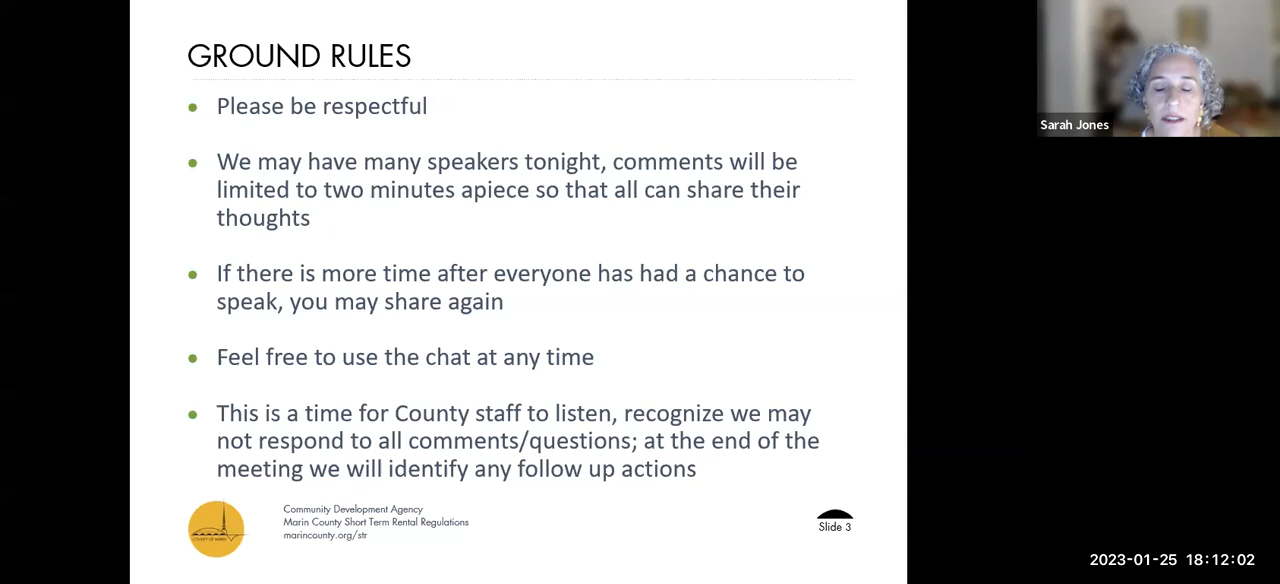 GROUND RULES
Please be respectful
We may have many speakers tonight, comments will be
limited to two minutes apiece so that all can share their
thoughts
If there is more time after everyone has had a chance to
speak, you may share again
Feel free to use the chat at any time
This is a time for County staff to listen, recognize we may
not respond to all comments/questions; at the end of the
meeting we will identify any follow up actions
COUNTY OF MARIN
Community Development Agency
Marin County Short Term Rental Regulations
marincounty.org/str
Slide 3
Sarah Jones
2023-01-25 18:12:02